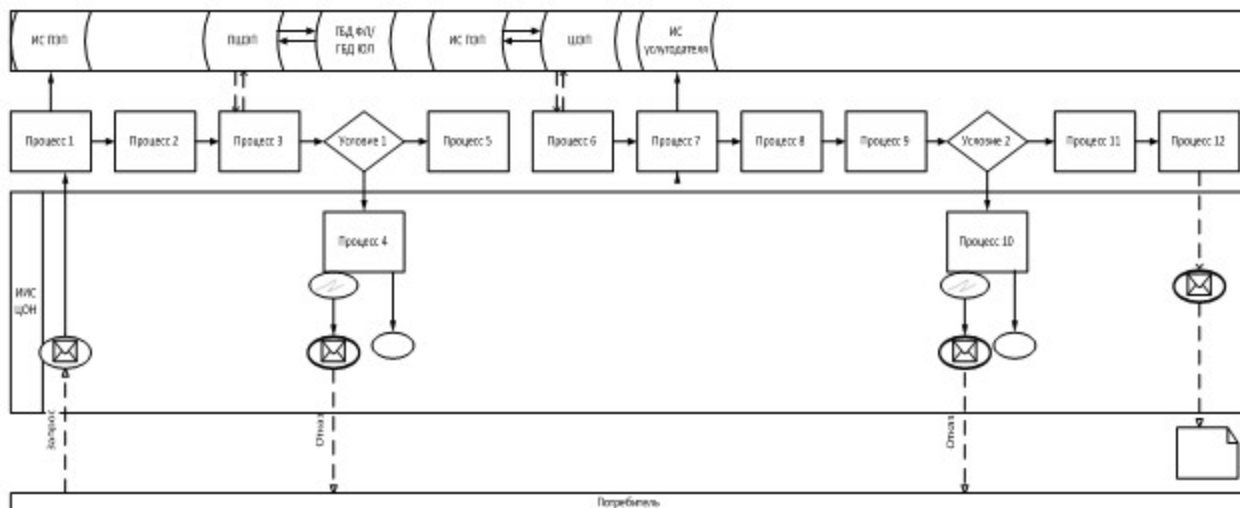 ИС ПЭП
ПШЭП
ГБД ФЛ/
ГБД ЮЛ
ИС ПЭП
ШЭП
ИС
услугодателя
Процесс 1
Процесс 2
Процесс 3
Условие 1
Процесс 5
Процесс 6
Процесс 7
Процесс 8
Процесс 9
Условие 2
Процесс 11
Процесс 12
Процесс 4
Процесс 10
ИИС
ЦОН
Запрос
Отказ
Отказ
Потребитель